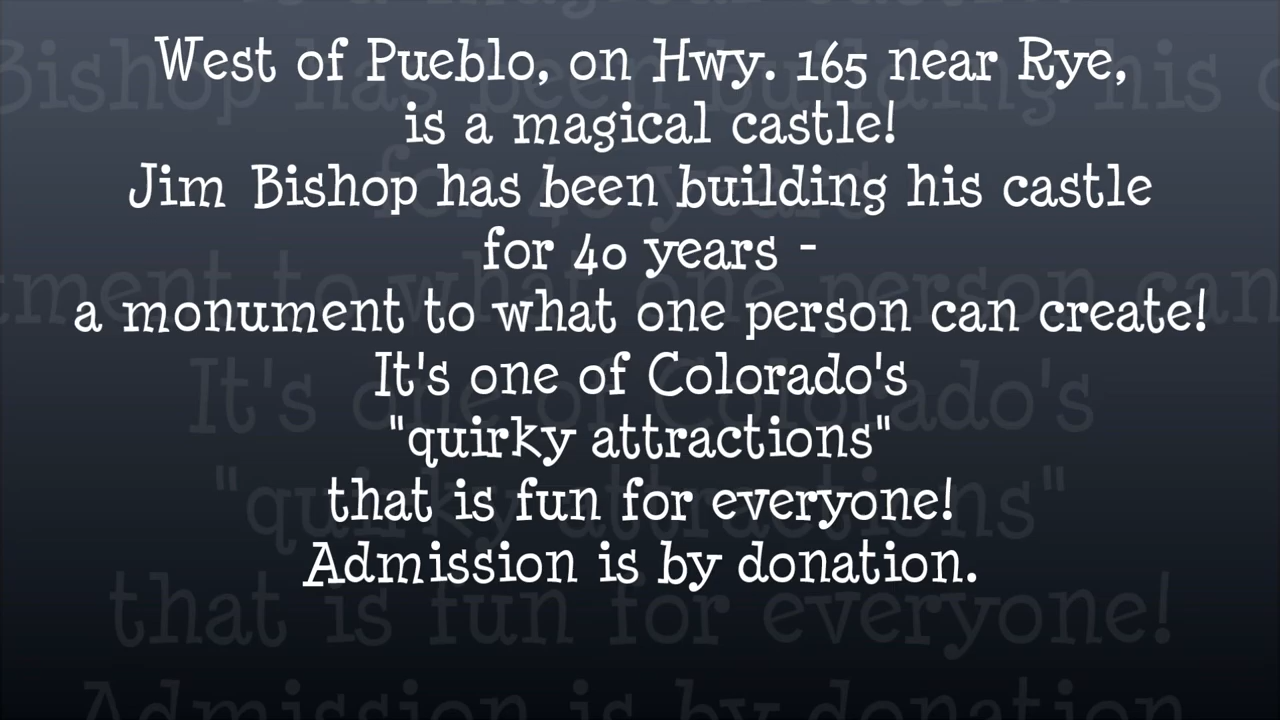 West of Pueblo, on Hwy. 165 near Rye,
is a magical castle!
Jim Bishop has been building his castle
for 40 years -
a monument to what one person can create!
It's one of Colorado's
"quirky attractions"
that is fun for everyone!
Admission is by donation.